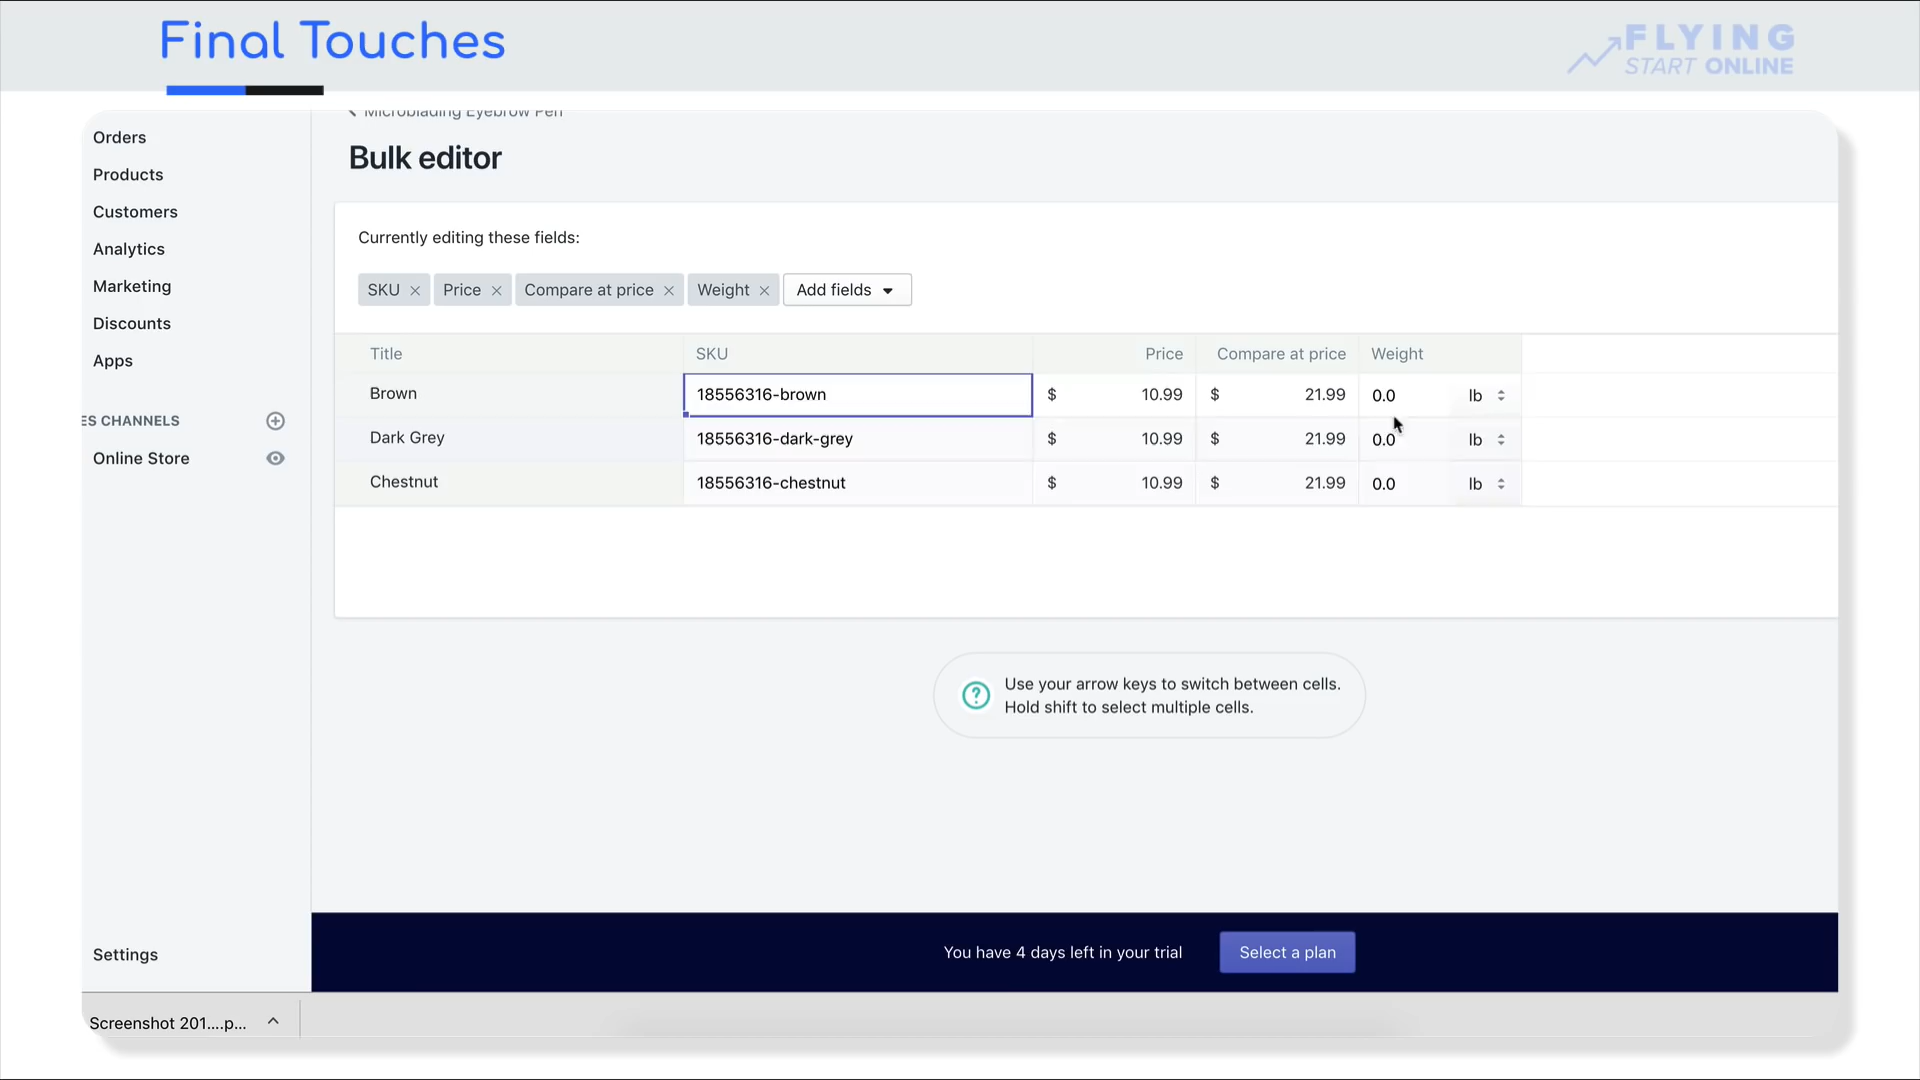 Final Touches
FLYING
START ONLINE
Microblading Eyebrow Pen
Orders
Products
Customers
Analytics
Marketing
Discounts
Apps
ES CHANNELS
Online Store
Settings
Bulk editor
Currently editing these fields:
SKU Price Compare at price Weight Add fields
Title SKU Price Compare at price Weight
Brown 18556316-brown $ 10.99 $ 21.99 0.0 lb
Dark Grey 18556316-dark-grey $ 10.99 $ 21.99 0.0 lb
Chestnut 18556316-chestnut $ 10.99 $ 21.99 0.0 lb
Use your arrow keys to switch between cells.
Hold shift to select multiple cells.
You have 4 days left in your trial Select a plan
Screenshot 201....p...